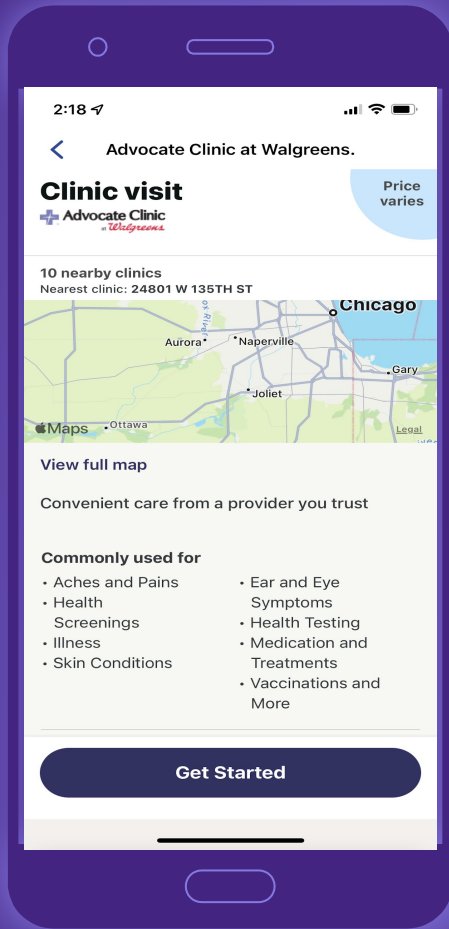 2:18
Advocate Clinic at Walgreens.
Clinic visit
Price
varies
Advocate Clinic
at Walgreens
10 nearby clinics
Nearest clinic: 24801 W 135TH ST
Chicago
Aurora
Naperville
Gary
Joliet
Ottawa
Maps
Legal
View full map
Convenient care from a provider you trust
Commonly used for
• Aches and Pains
• Health
Screenings
• Illness
• Skin Conditions
• Ear and Eye
Symptoms
• Health Testing
• Medication and
Treatments
• Vaccinations and
More
Get Started